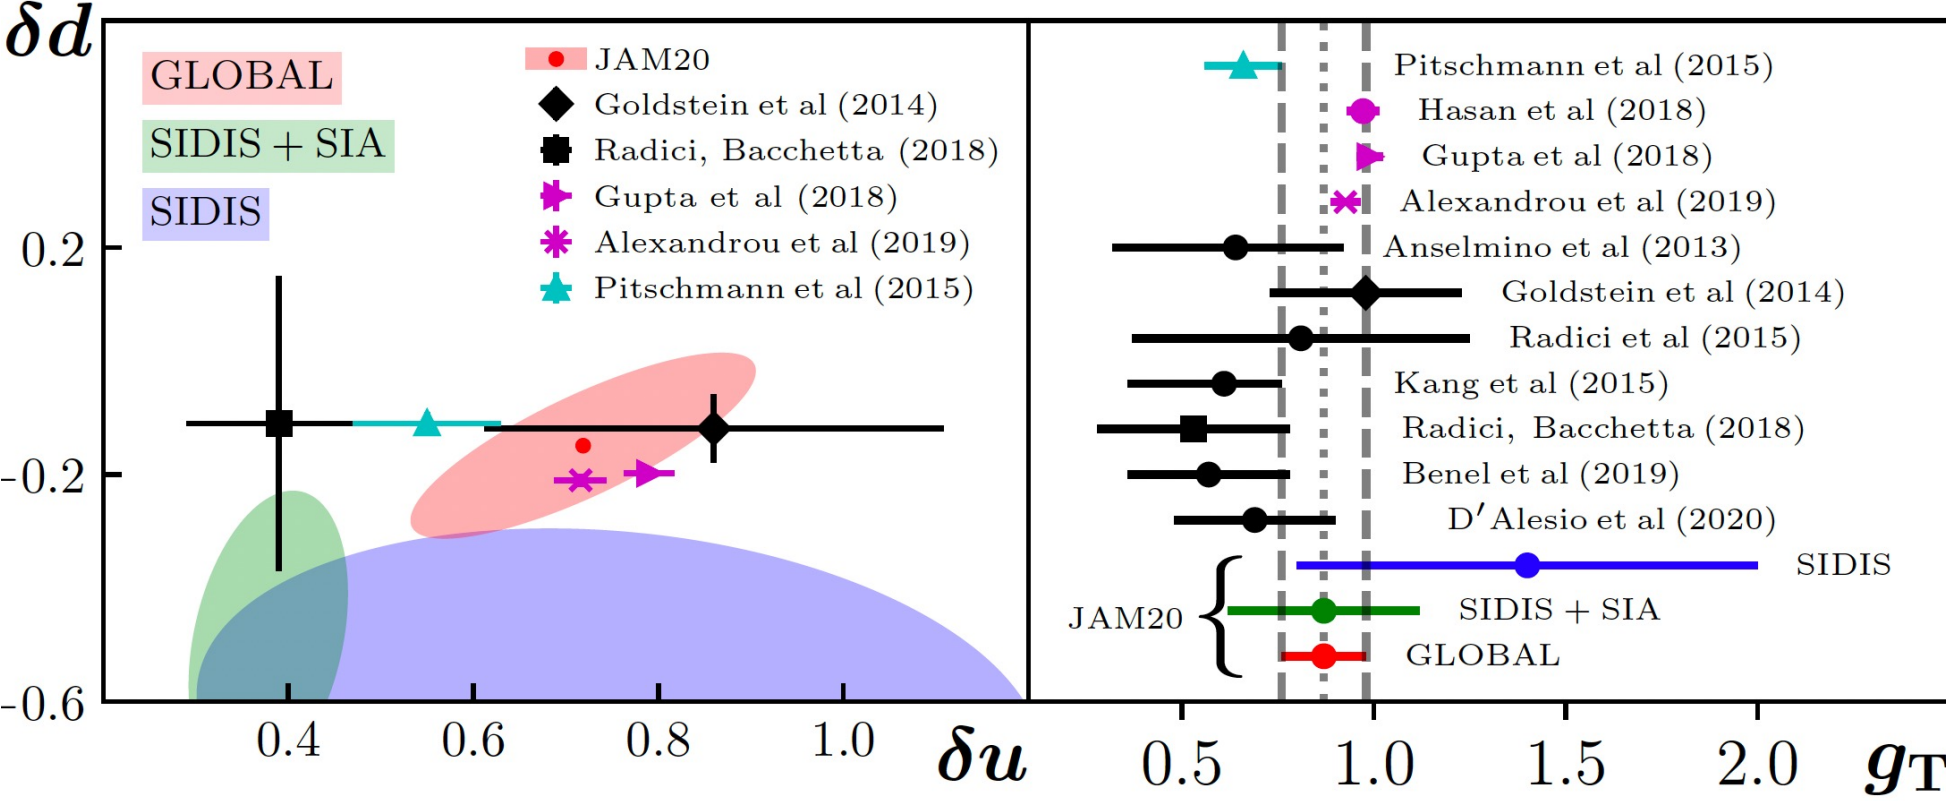 δd
GLOBAL
SIDIS + SIA
SIDIS
JAM20
Goldstein et al (2014)
Radici, Bacchetta (2018)
Gupta et al (2018)
Alexandrou et al (2019)
Pitschmann et al (2015)
0.2
-0.2
-0.6
0.4 0.6 0.8 1.0
δu
Pitschmann et al (2015)
Hasan et al (2018)
Gupta et al (2018)
Alexandrou et al (2019)
Anselmino et al (2013)
Goldstein et al (2014)
Radici et al (2015)
Kang et al (2015)
Radici, Bacchetta (2018)
Benel et al (2019)
D′Alesio et al (2020)
JAM20
SIDIS
SIDIS + SIA
GLOBAL
0.5 1.0 1.5 2.0
gT